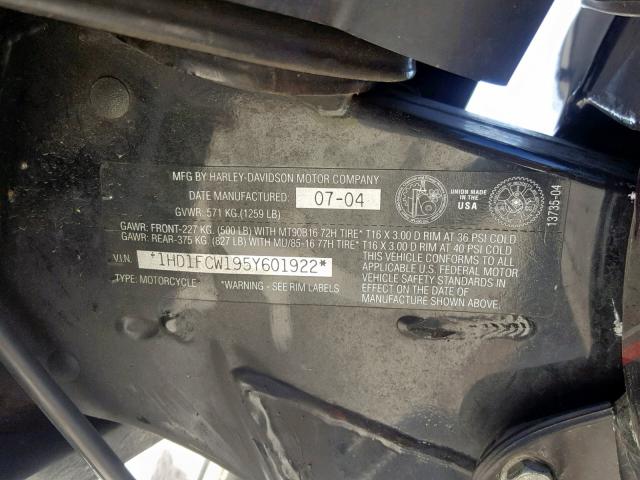 MFG BY HARLEY-DAVIDSON MOTOR COMPANY
DATE MANUFACTURED: 07-04
GVWR: 571 KG.(1259 LB)
GAWR: FRONT-227 KG. (500 LB) WITH MT90B16 72H TIRE* T16 X 3.00 D RIM AT 36 PSI COLD
GAWR: REAR-375 KG. (827 LB) WITH MU/85-16 77H TIRE* T16 X 3.00 D RIM AT 40 PSI COLD
V.I.N. *1HD1FCW195Y601922*
TYPE: MOTORCYCLE *WARNING - SEE RIM LABELS
THIS VEHICLE CONFORMS TO ALL
APPLICABLE U.S. FEDERAL MOTOR
VEHICLE SAFETY STANDARDS IN
EFFECT ON THE DATE OF
MANUFACTURE SHOWN ABOVE.
UNION MADE
IN THE
USA
13735-04